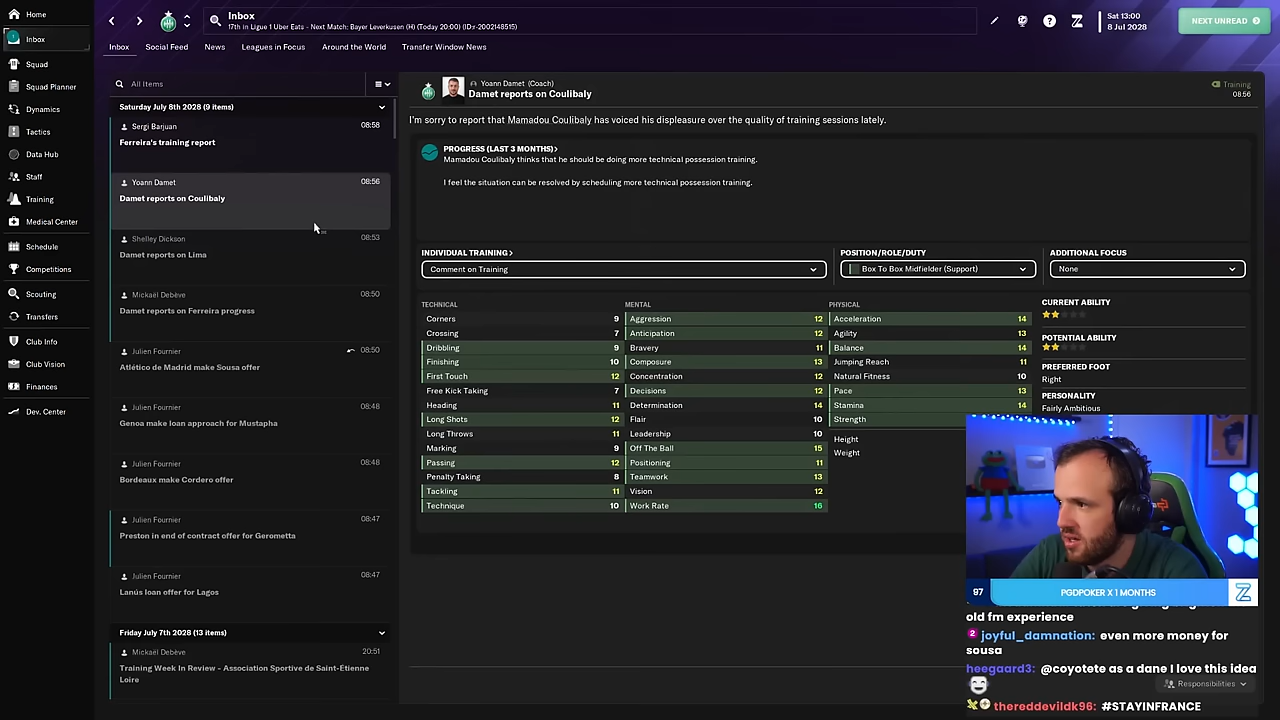 Home
Inbox
Squad
Squad Planner
Dynamics
Tactics
Data Hub
Staff
Training
Medical Center
Schedule
Competitions
Scouting
Transfers
Club Info
Club Vision
Finances
Dev. Center
Inbox
17th in Ligue 1 Uber Eats - Next Match: Bayer Leverkusen (H) (Today 20:00) (ID:r-2002148515)
Sat 13:00
8 Jul 2028
NEXT UNREAD
Inbox
Social Feed
News
Leagues in Focus
Around the World
Transfer Window News
All Items
Saturday July 8th 2028 (9 items)
Sergi Barjuan 08:58
Ferreira's training report
Yoann Damet 08:56
Damet reports on Coulibaly
Shelley Dickson 08:53
Damet reports on Lima
Mickaël Debève 08:50
Damet reports on Ferreira progress
Julien Fournier 08:50
Atlético de Madrid make Sousa offer
Julien Fournier 08:48
Genoa make loan approach for Mustapha
Julien Fournier 08:48
Bordeaux make Cordero offer
Julien Fournier 08:47
Preston in end of contract offer for Gerometta
Julien Fournier 08:47
Lanús loan offer for Lagos
Friday July 7th 2028 (13 items)
Mickaël Debève 20:51
Training Week In Review - Association Sportive de Saint-Étienne
Loire
Yoann Damet (Coach)
Damet reports on Coulibaly
Training
08:56
I'm sorry to report that Mamadou Coulibaly has voiced his displeasure over the quality of training sessions lately.
PROGRESS (LAST 3 MONTHS)>
Mamadou Coulibaly thinks that he should be doing more technical possession training.
I feel the situation can be resolved by scheduling more technical possession training.
INDIVIDUAL TRAINING>
Comment on Training
POSITION/ROLE/DUTY
Box To Box Midfielder (Support)
ADDITIONAL FOCUS
None
TECHNICAL
Corners 9
Crossing 7
Dribbling 9
Finishing 10
First Touch 12
Free Kick Taking 7
Heading 11
Long Shots 12
Long Throws 11
Marking 9
Passing 12
Penalty Taking 8
Tackling 11
Technique 10
MENTAL
Aggression 12
Anticipation 12
Bravery 11
Composure 13
Concentration 12
Decisions 12
Determination 14
Flair 10
Leadership 10
Off The Ball 15
Positioning 11
Teamwork 13
Vision 12
Work Rate 16
PHYSICAL
Acceleration 14
Agility 11
Balance 14
Jumping Reach 11
Natural Fitness 10
Pace 13
Stamina 14
Strength
Height
Weight
CURRENT ABILITY
POTENTIAL ABILITY
PREFERRED FOOT
Right
PERSONALITY
Fairly Ambitious
97 PGDPOKER X 1 MONTHS Z
old fm experience
joyful_damnation: even more money for
sousa
heegaard3: @coyotete as a dane I love this idea
Responsibilities
thereddevildk96: #STAYINFRANCE